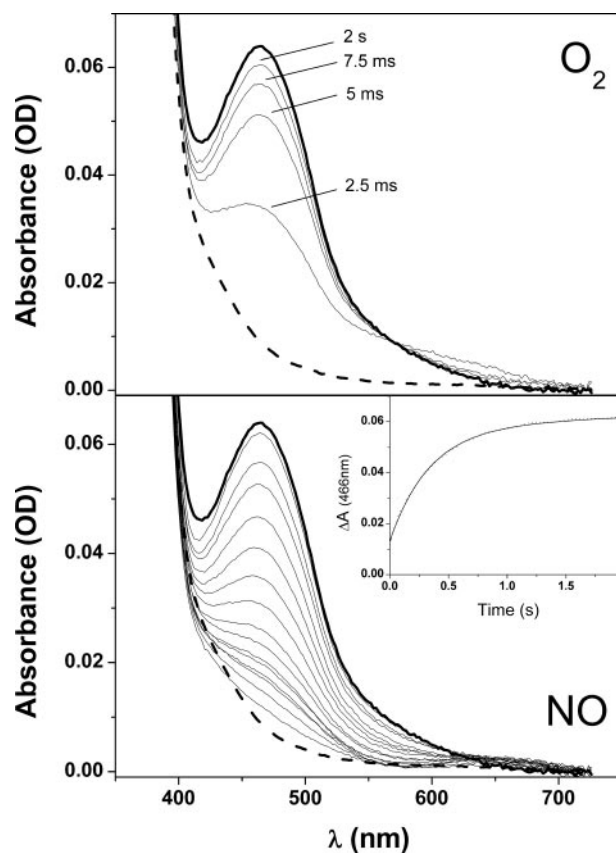 O2
2 s
7.5 ms
5 ms
2.5 ms
Absorbance (OD)
0.06
0.04
0.02
0.00
NO
Absorbance (OD)
0.06
0.04
0.02
0.00
400 500 600 700
λ (nm)
ΔA (466nm)
0.06
0.04
0.02
0.00
0.0 0.5 1.0 1.5
Time (s)